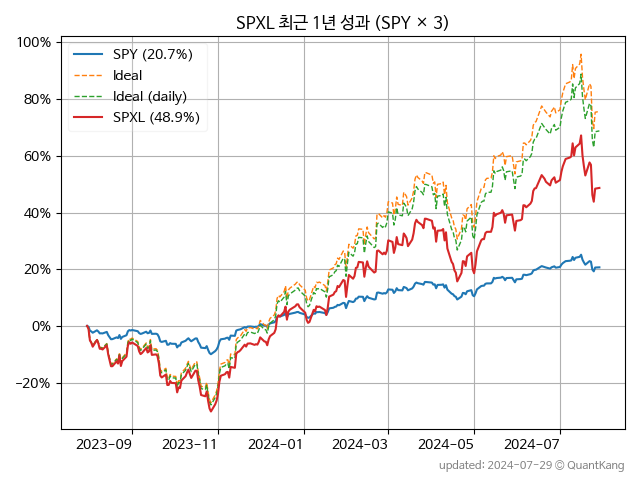 SPXL 최근 1년 성과 (SPY × 3)
100%
80%
60%
40%
20%
0%
−20%
SPY (20.7%)
Ideal
Ideal (daily)
SPXL (48.9%)
2023−09
2023−11
2024−01
2024−03
2024−05
2024−07
updated: 2024-07-29 © QuantKang